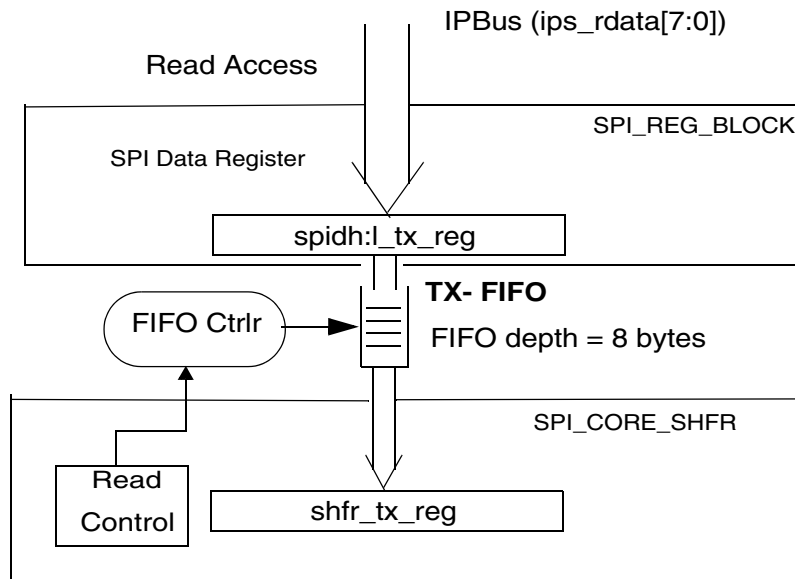 IPBus (ips_rdata[7:0])
Read Access
SPI_REG_BLOCK
SPI Data Register
spidh:l_tx_reg
TX- FIFO
FIFO Ctrlr
FIFO depth = 8 bytes
SPI_CORE_SHFR
Read
Control
shfr_tx_reg